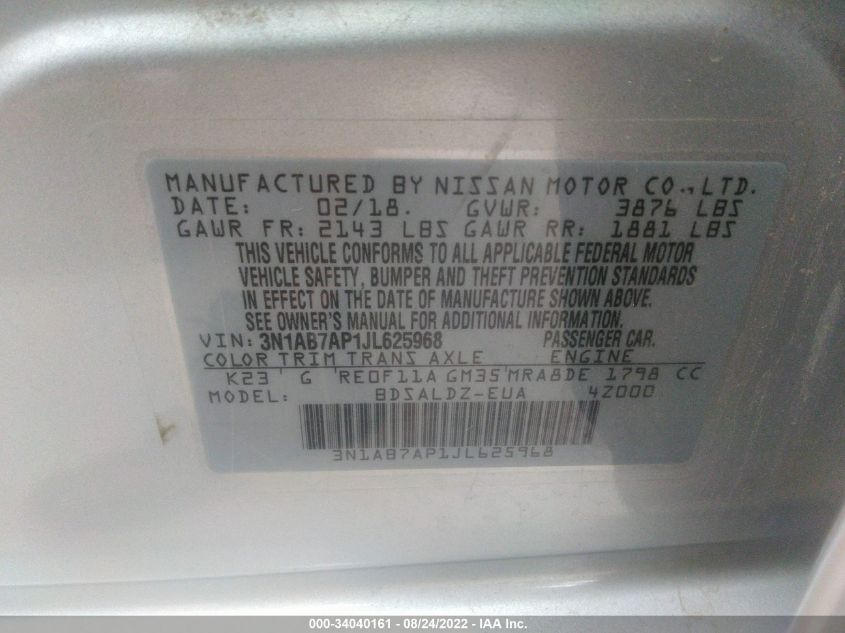 MANUFACTURED BY NISSAN MOTOR CO., LTD.
DATE: 02/18. GVWR: 3876 LBS
GAWR FR: 2143 LBS GAWR RR: 1881 LBS
THIS VEHICLE CONFORMS TO ALL APPLICABLE FEDERAL MOTOR
VEHICLE SAFETY, BUMPER AND THEFT PREVENTION STANDARDS
IN EFFECT ON THE DATE OF MANUFACTURE SHOWN ABOVE.
SEE OWNER'S MANUAL FOR ADDITIONAL INFORMATION.
VIN: 3N1AB7AP1JL625968 PASSENGER CAR.
COLOR TRIM TRANS AXLE ENGINE
K23 G RE0F11A GM35 MRA8DE 1798 CC
MODEL: BDSALDZ-EUA 4Z000
3N1AB7AP1JL625968
000-34040161 - 08/24/2022 - IAA Inc.